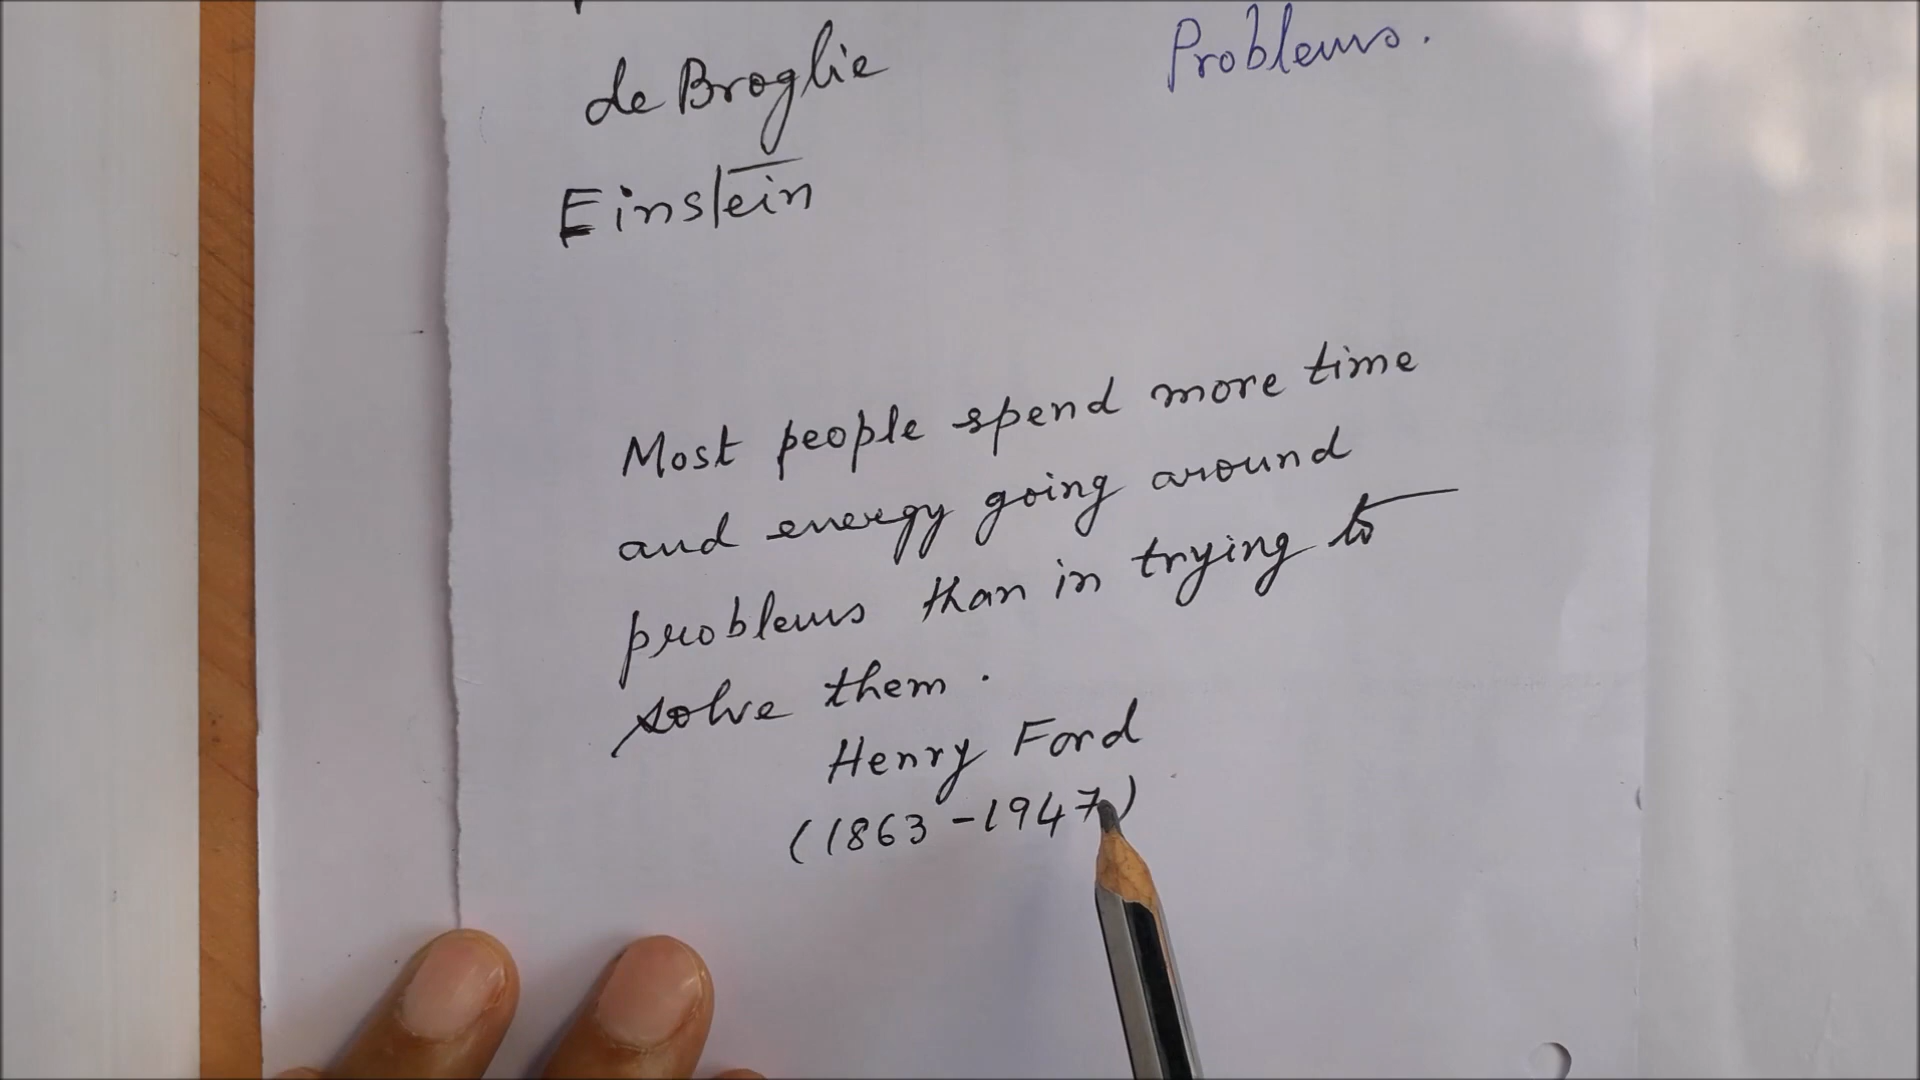 de Broglie
Problems.
Einstein
Most people spend more time
and energy going around
problems than in trying to
solve them.
Henry Ford
(1863-1947)